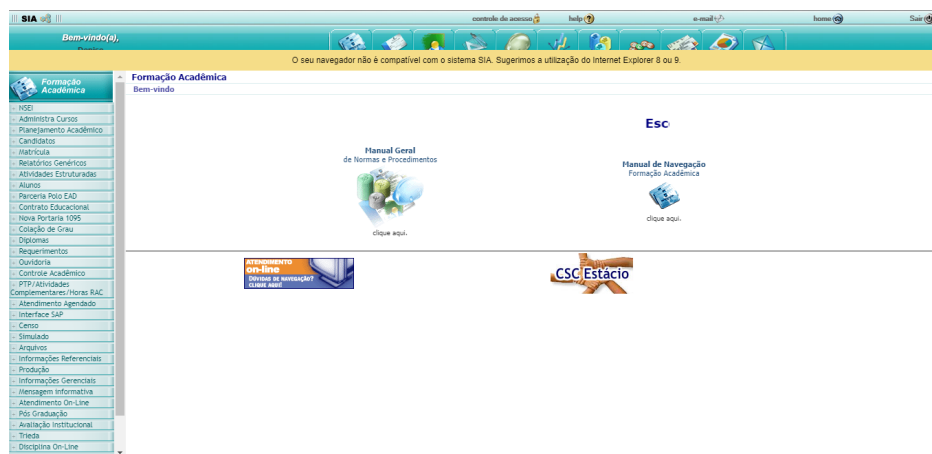 SIA
controle de acesso
help
e-mail
home
Sair
Bem-vindo(a),
O seu navegador não é compatível com o sistema SIA. Sugerimos a utilização do Internet Explorer 8 ou 9.
Formação
Acadêmica
NSEI
Administra Cursos
Planejamento Acadêmico
Candidatos
Matrícula
Relatórios Genéricos
Atividades Estruturadas
Alunos
Parceria Polo EAD
Contrato Educacional
Nova Portaria 1095
Colação de Grau
Diplomas
Requerimentos
Ouvidoria
Controle Acadêmico
PTP/Atividades
Complementares/Horas RAC
Atendimento Agendado
Interface SAP
Censo
Simulado
Arquivos
Informações Referenciais
Produção
Informações Gerenciais
Mensagem Informativa
Atendimento On-Line
Pós Graduação
Avaliação Institucional
Trieda
Disciplina On-Line
Formação Acadêmica
Bem-vindo
Esc
Manual Geral
de Normas e Procedimentos
clique aqui.
Manual de Navegação
Formação Acadêmica
clique aqui.
ATENDIMENTO
on-line
DÚVIDAS DE NAVEGAÇÃO?
CLIQUE AQUI!
CSC Estácio